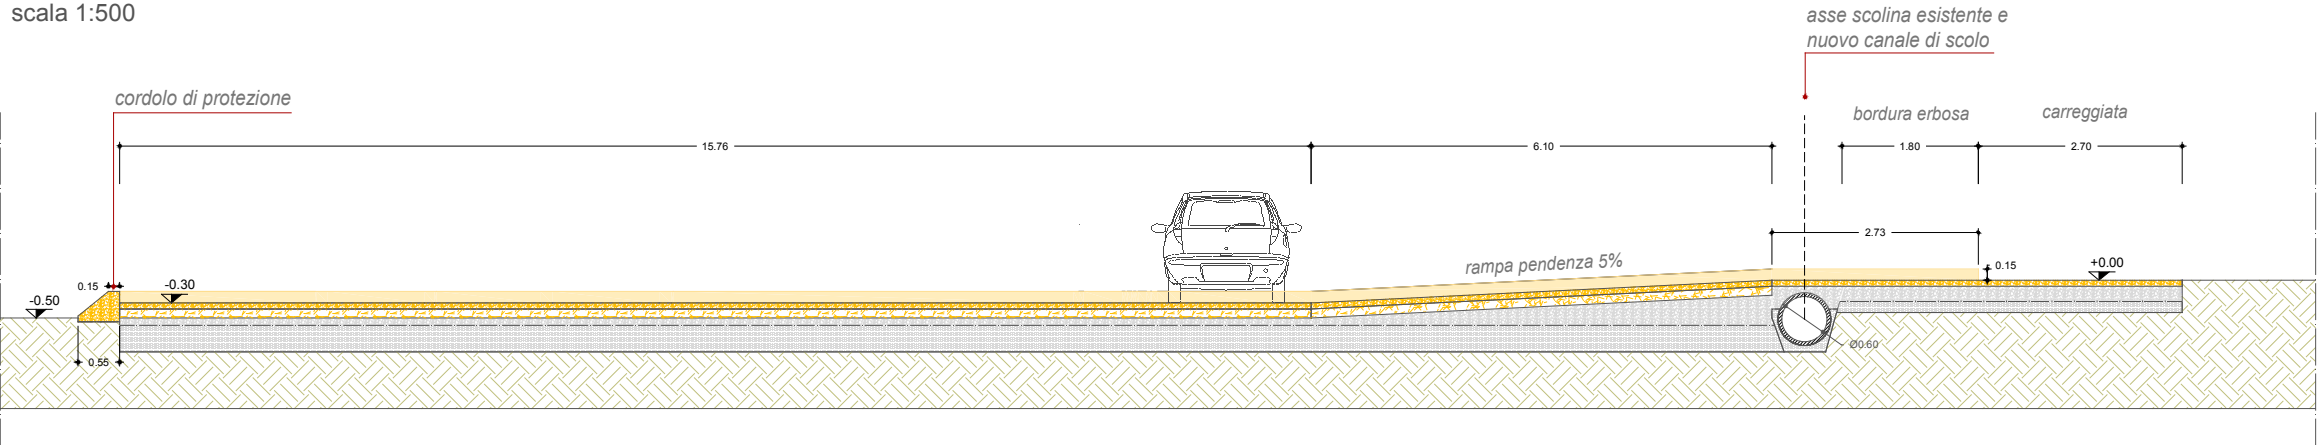 scala 1:500
asse scolina esistente e
nuovo canale di scolo
cordolo di protezione
bordura erbosa
carreggiata
15.76
6.10
1.80
2.70
2.73
rampa pendenza 5%
0.15
+0.00
0.15
-0.30
-0.50
Ø0.60
0.55